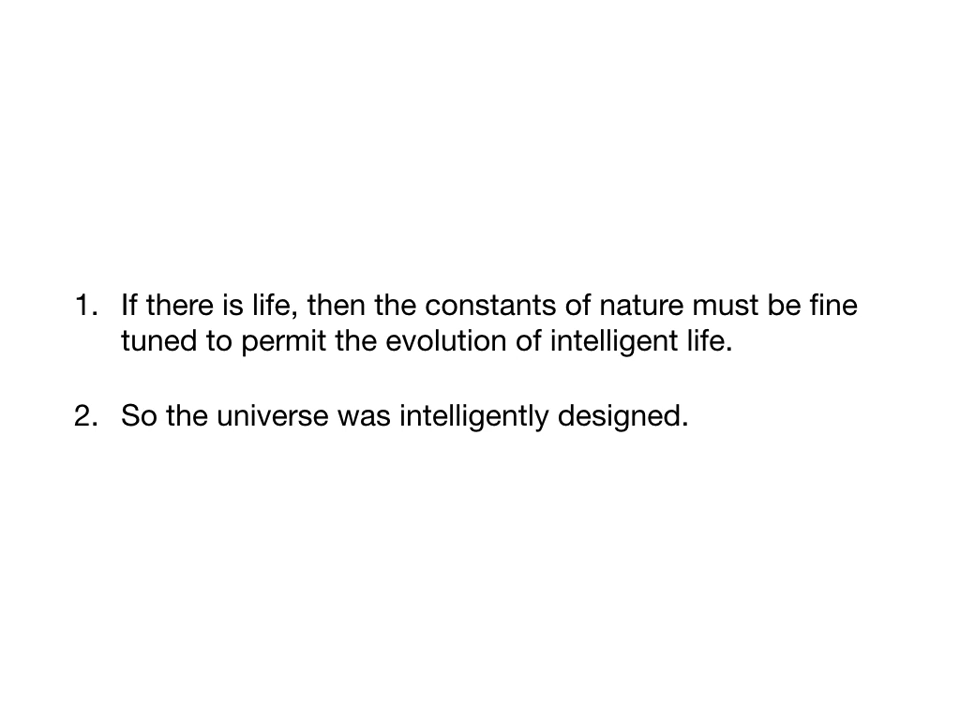 1. If there is life, then the constants of nature must be fine
tuned to permit the evolution of intelligent life.
2. So the universe was intelligently designed.